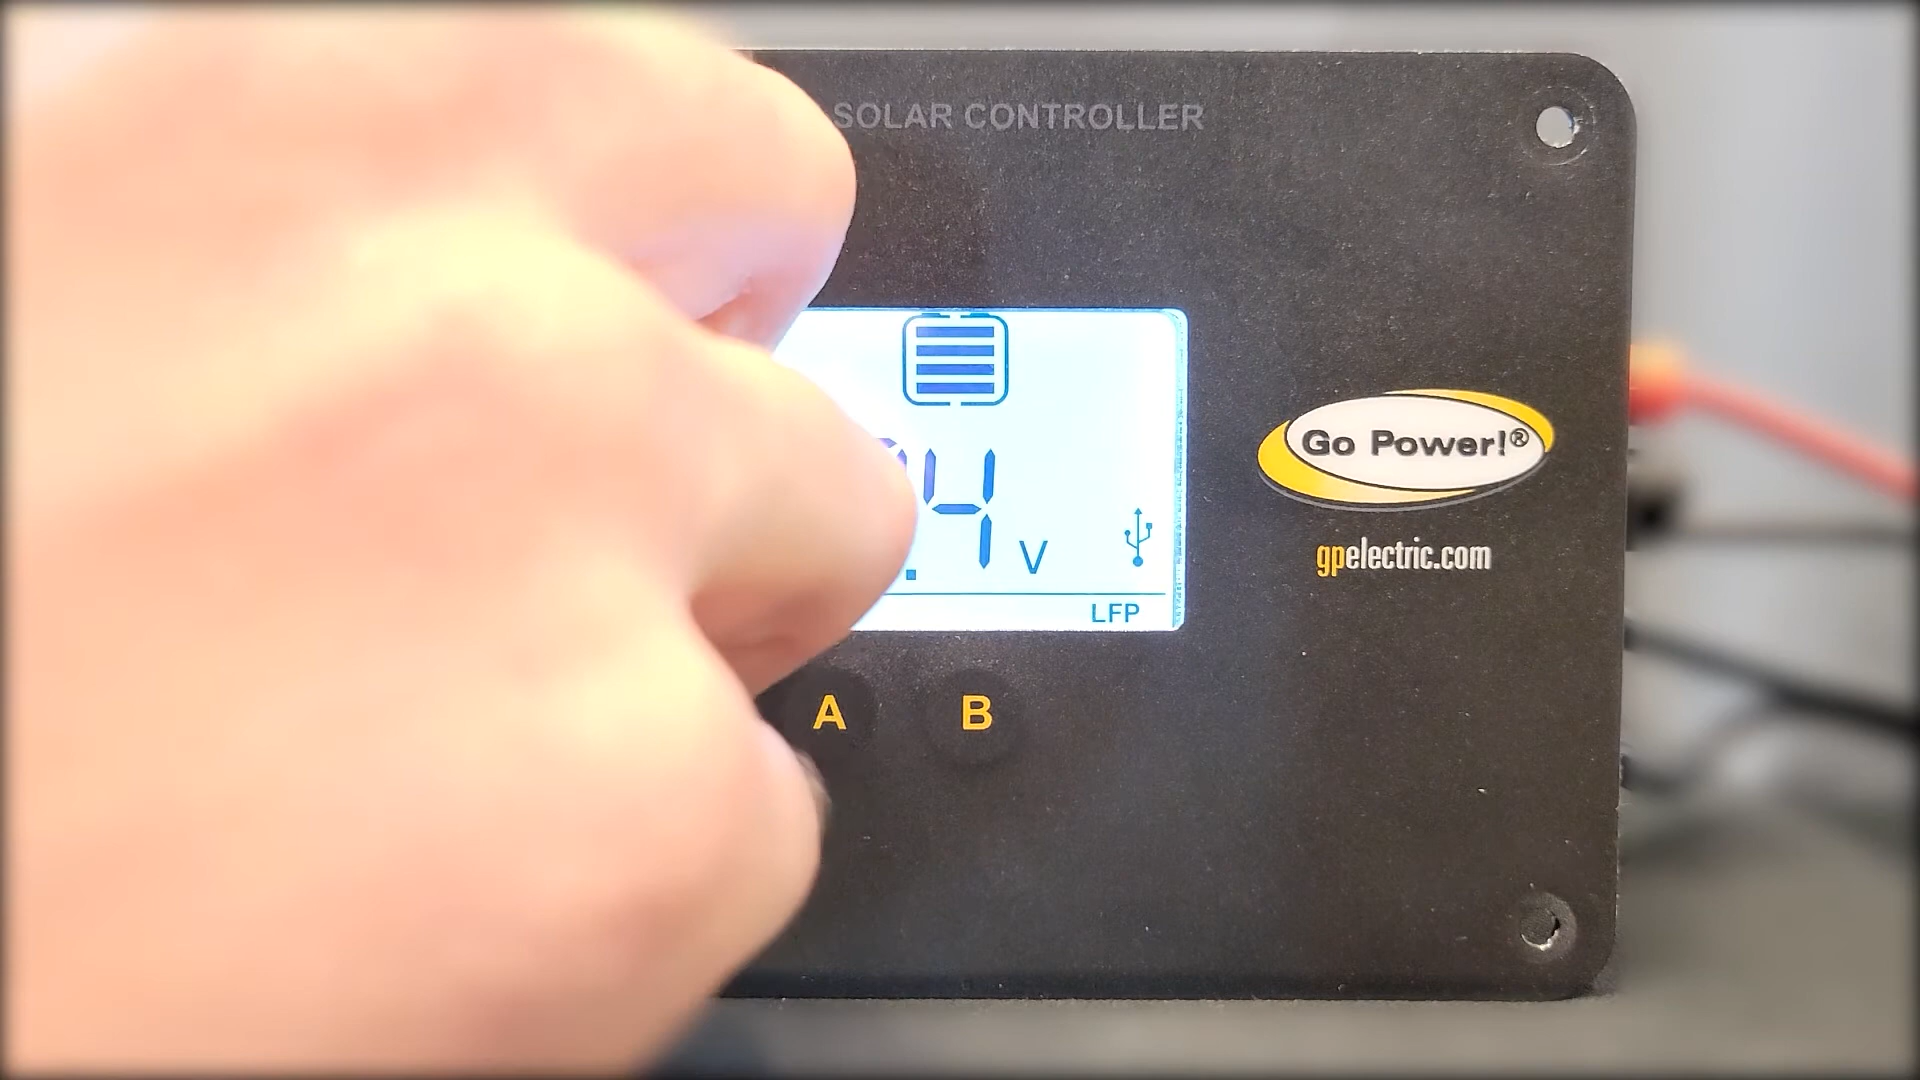 SOLAR CONTROLLER
.4 V
LFP
Go Power!®
gpelectric.com
A B